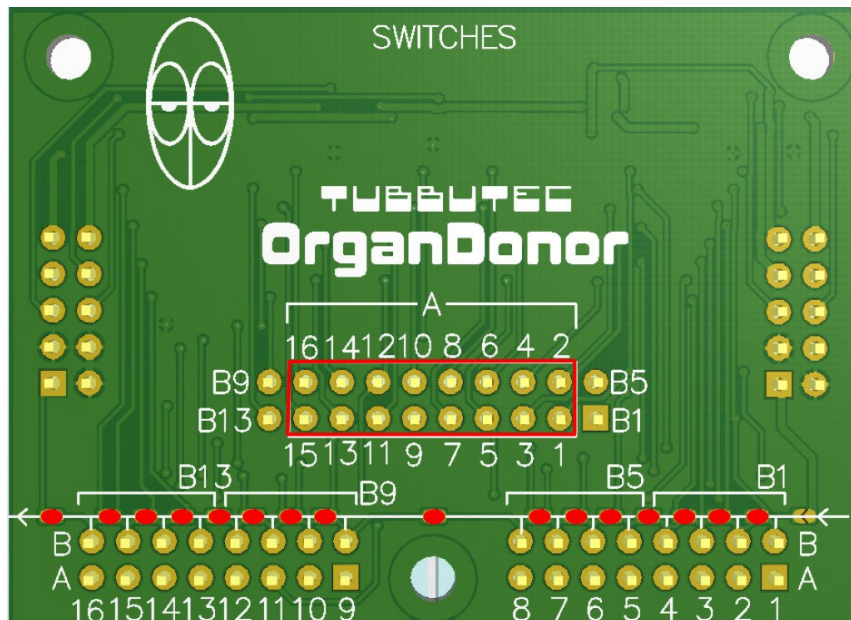 SWITCHES
TUBBUTEC
OrganDonor
A
16 14 12 10 8 6 4 2
B9 B5
B13 B1
15 13 11 9 7 5 3 1
B13 B9 B5 B1
B B
A A
16 15 14 13 12 11 10 9 8 7 6 5 4 3 2 1